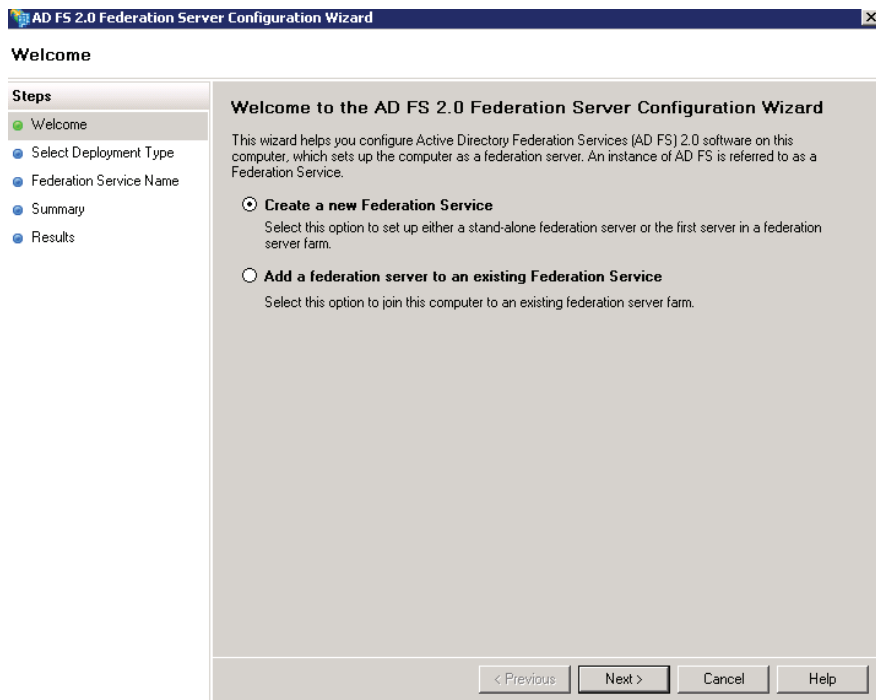 AD FS 2.0 Federation Server Configuration Wizard
Welcome
Steps
Welcome
Select Deployment Type
Federation Service Name
Summary
Results
Welcome to the AD FS 2.0 Federation Server Configuration Wizard
This wizard helps you configure Active Directory Federation Services (AD FS) 2.0 software on this
computer, which sets up the computer as a federation server. An instance of AD FS is referred to as a
Federation Service.
Create a new Federation Service
Select this option to set up either a stand-alone federation server or the first server in a federation
server farm.
Add a federation server to an existing Federation Service
Select this option to join this computer to an existing federation server farm.
< Previous
Next >
Cancel
Help